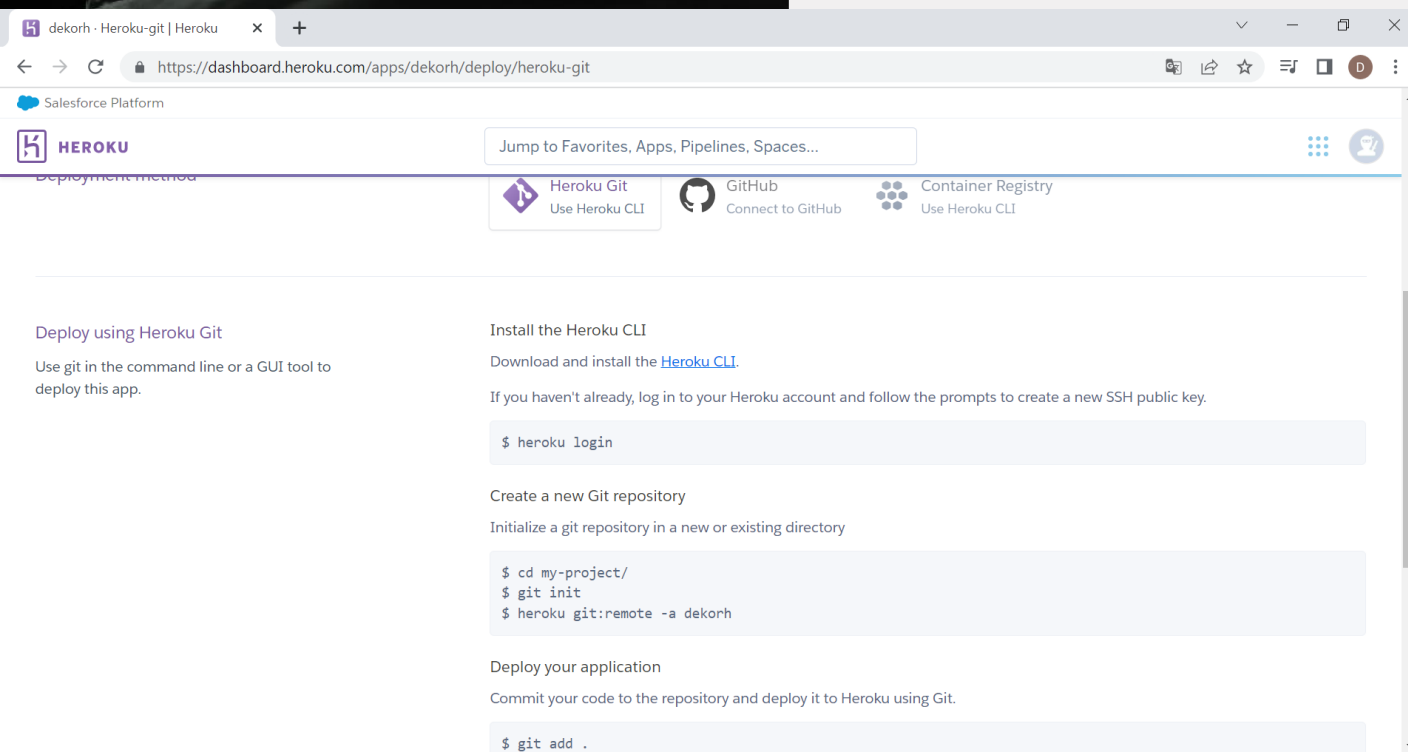 dekorh · Heroku-git | Heroku
https://dashboard.heroku.com/apps/dekorh/deploy/heroku-git
D
Salesforce Platform
HEROKU
Jump to Favorites, Apps, Pipelines, Spaces...
Deployment method
Heroku Git
Use Heroku CLI
GitHub
Connect to GitHub
Container Registry
Use Heroku CLI
Deploy using Heroku Git
Use git in the command line or a GUI tool to
deploy this app.
Install the Heroku CLI
Download and install the Heroku CLI.
If you haven't already, log in to your Heroku account and follow the prompts to create a new SSH public key.
$ heroku login
Create a new Git repository
Initialize a git repository in a new or existing directory
$ cd my-project/
$ git init
$ heroku git:remote -a dekorh
Deploy your application
Commit your code to the repository and deploy it to Heroku using Git.
$ git add .